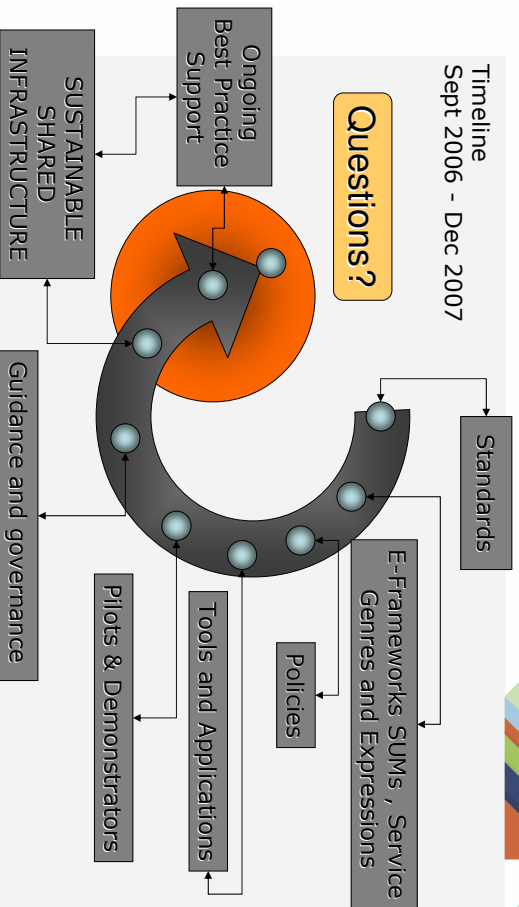 Timeline
Sept 2006 - Dec 2007
Questions?
Ongoing
Best Practice
Support
SUSTAINABLE
SHARED
INFRASTRUCTURE
Standards
E-Frameworks SUMs , Service
Genres and Expressions
Policies
Tools and Applications
Pilots & Demonstrators
Guidance and governance